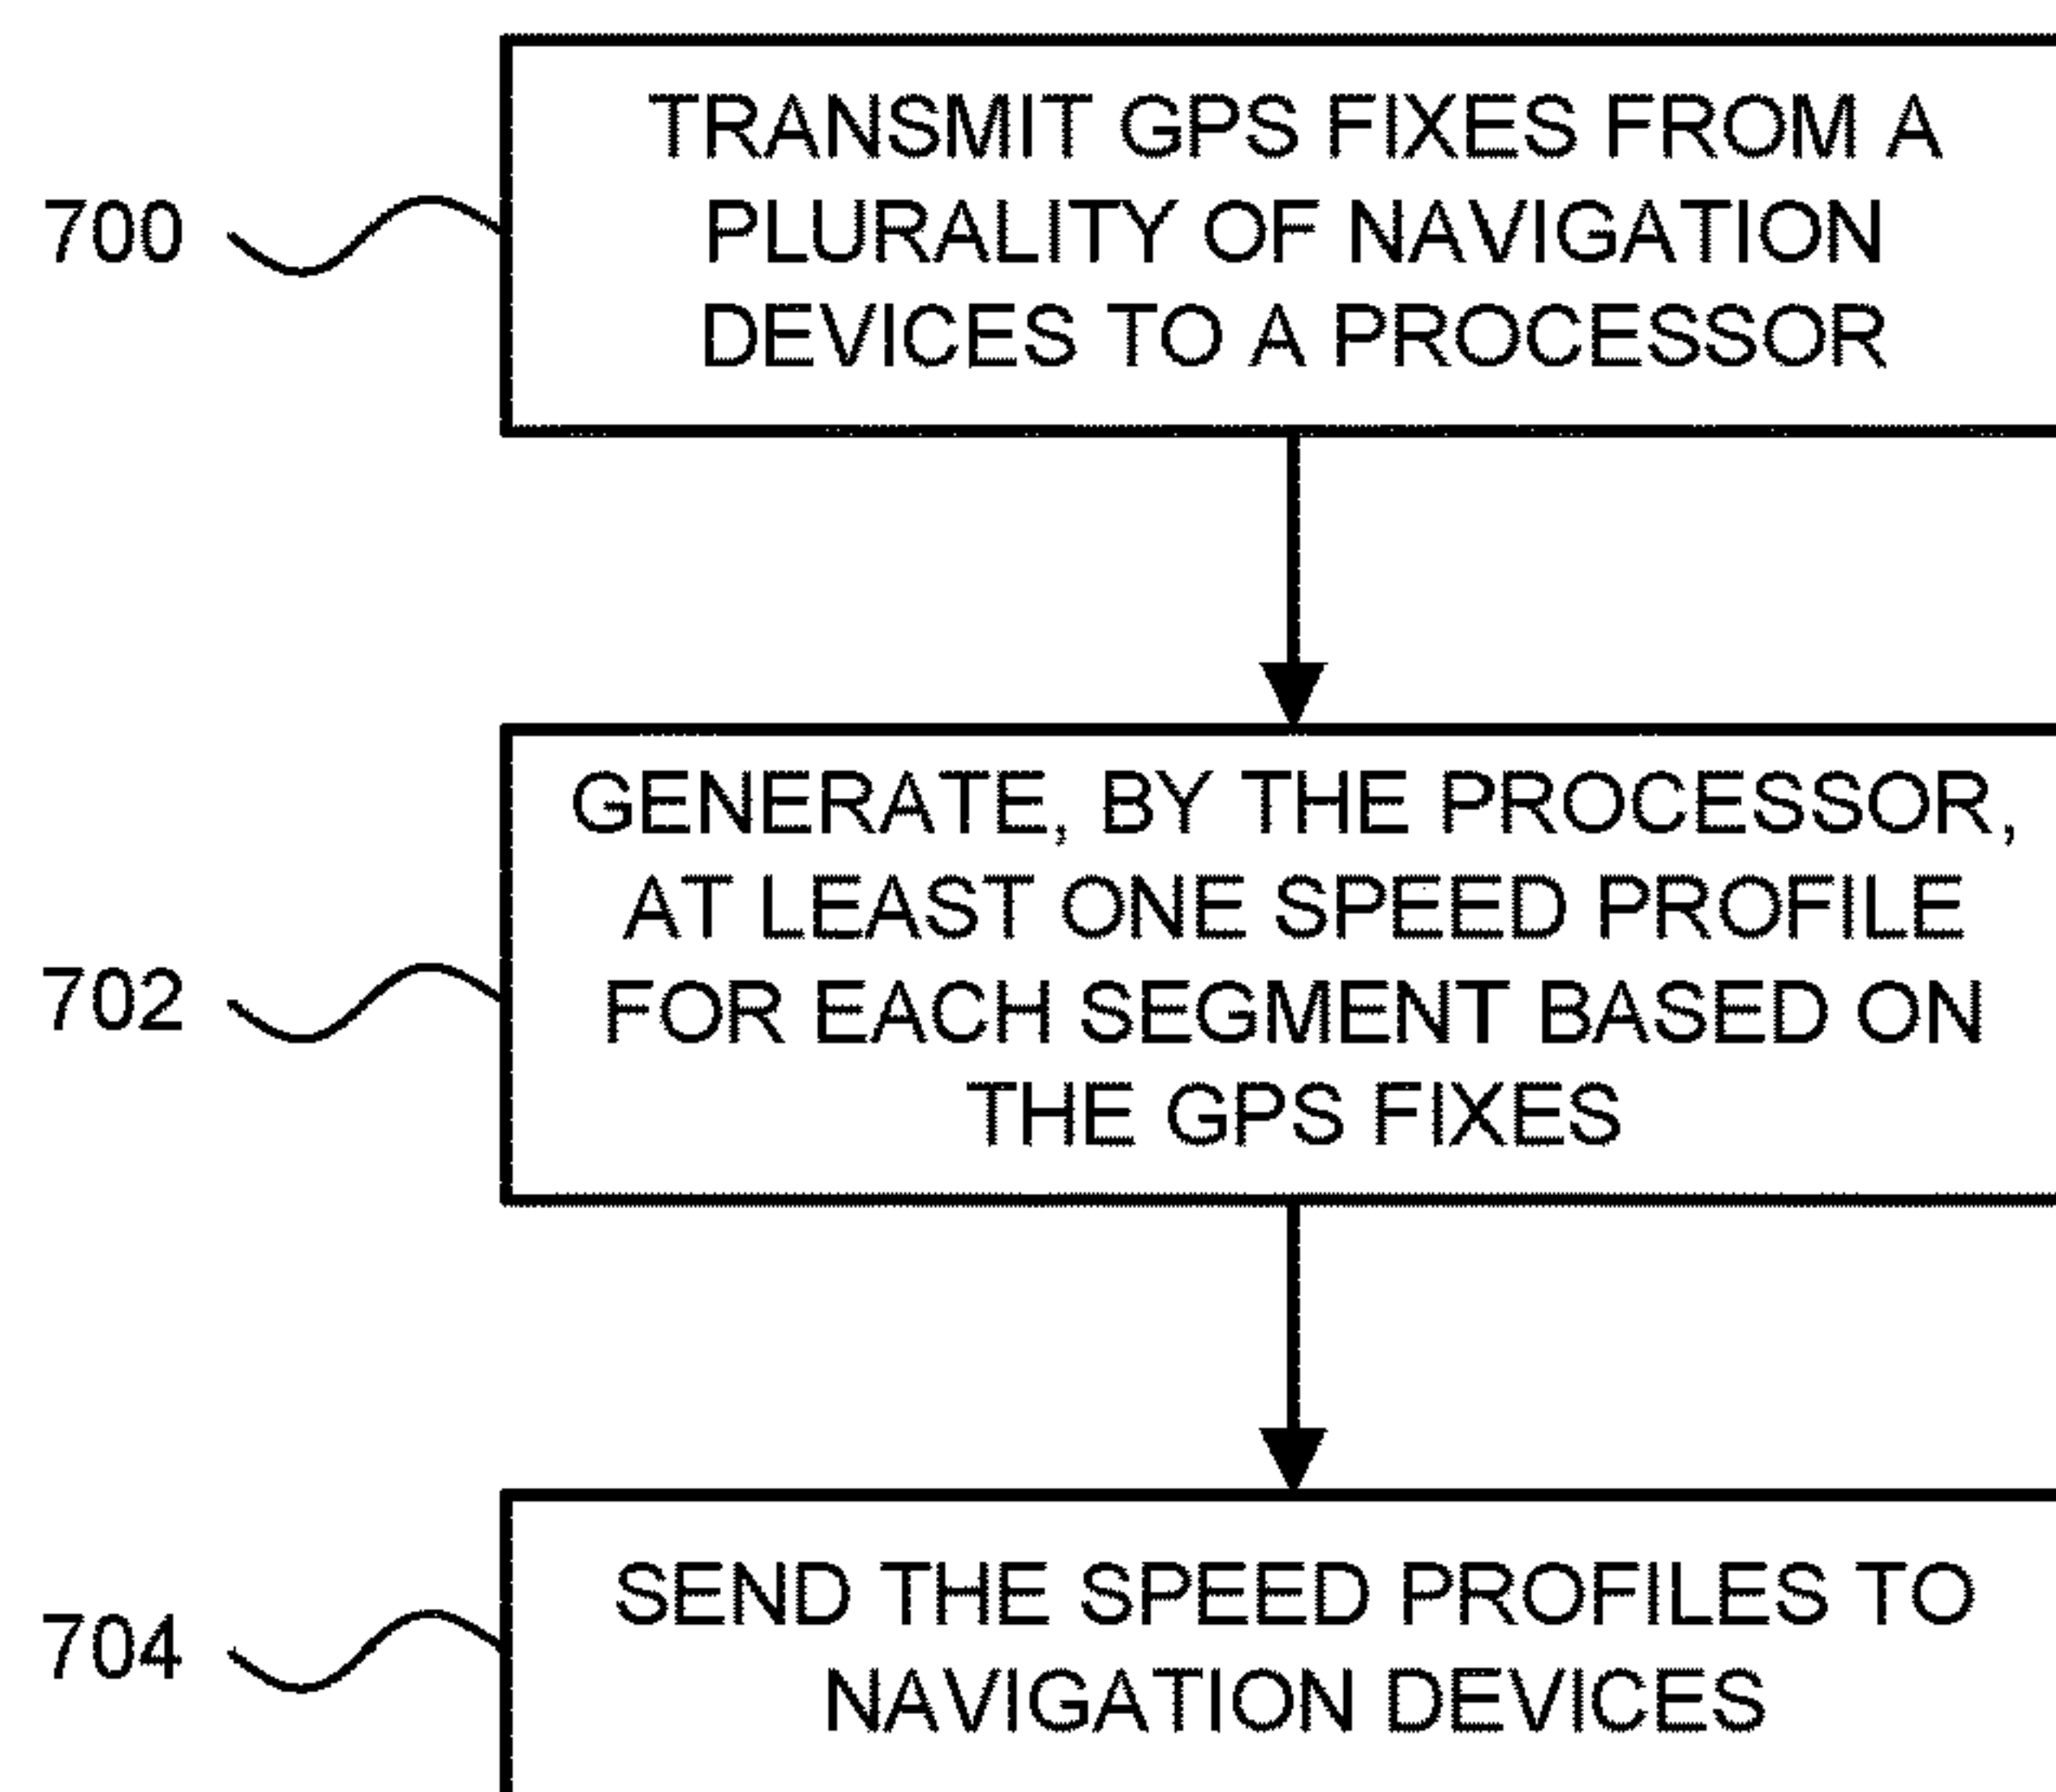 TRANSMIT GPS FIXES FROM A
PLURALITY OF NAVIGATION
DEVICES TO A PROCESSOR
700
GENERATE, BY THE PROCESSOR,
AT LEAST ONE SPEED PROFILE
FOR EACH SEGMENT BASED ON
THE GPS FIXES
702
SEND THE SPEED PROFILES TO
NAVIGATION DEVICES
704